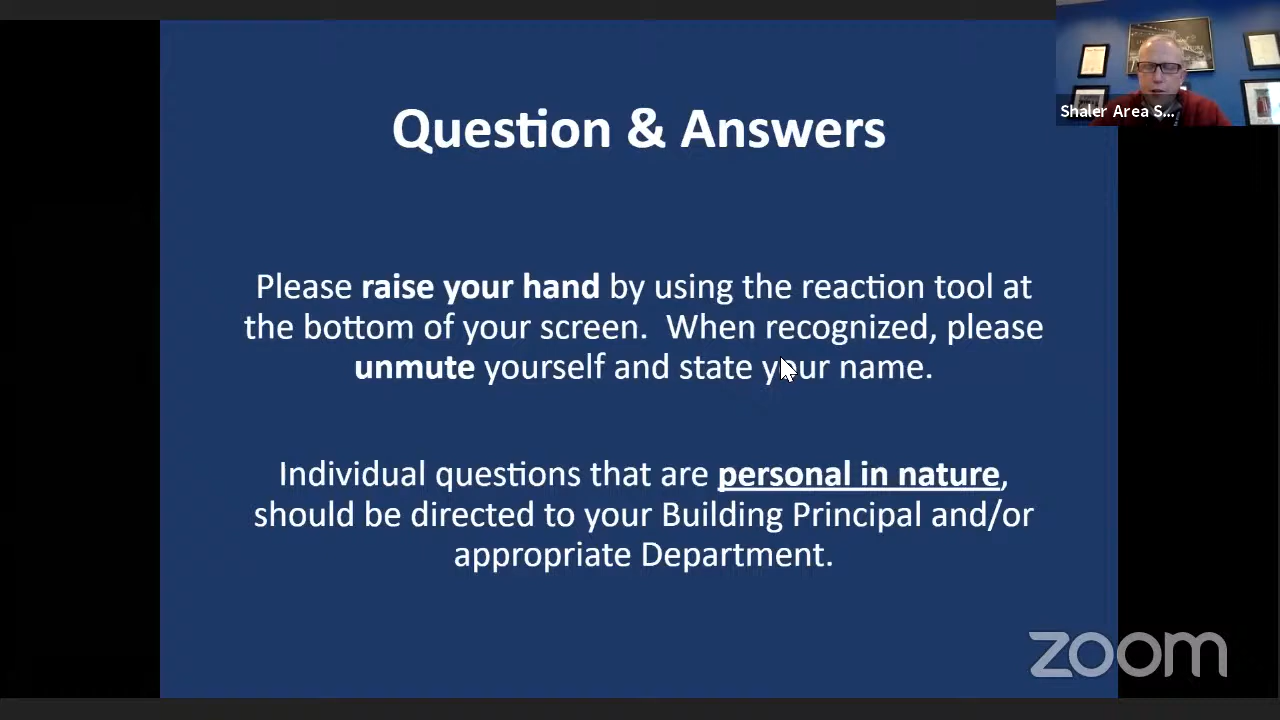 Question & Answers
Shaler Area S...
Please raise your hand by using the reaction tool at
the bottom of your screen.  When recognized, please
unmute yourself and state your name.
Individual questions that are personal in nature,
should be directed to your Building Principal and/or
appropriate Department.
zoom